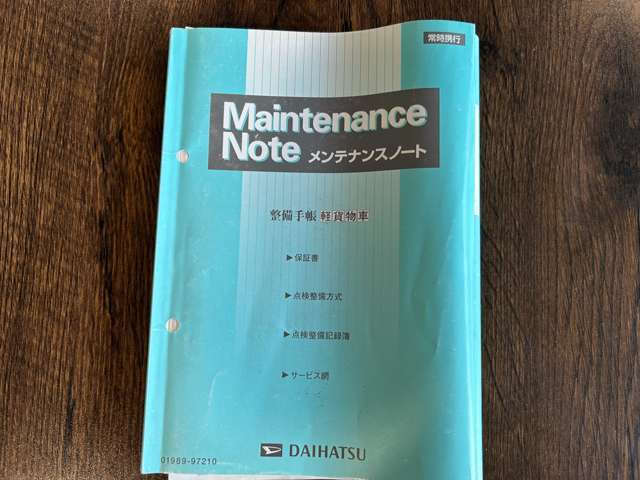 常時携行
Maintenance
Note メンテナンスノート
整備手帳 軽貨物車
▶保証書
▶点検整備方式
▶点検整備記録簿
▶サービス網
DAIHATSU
01989-97210